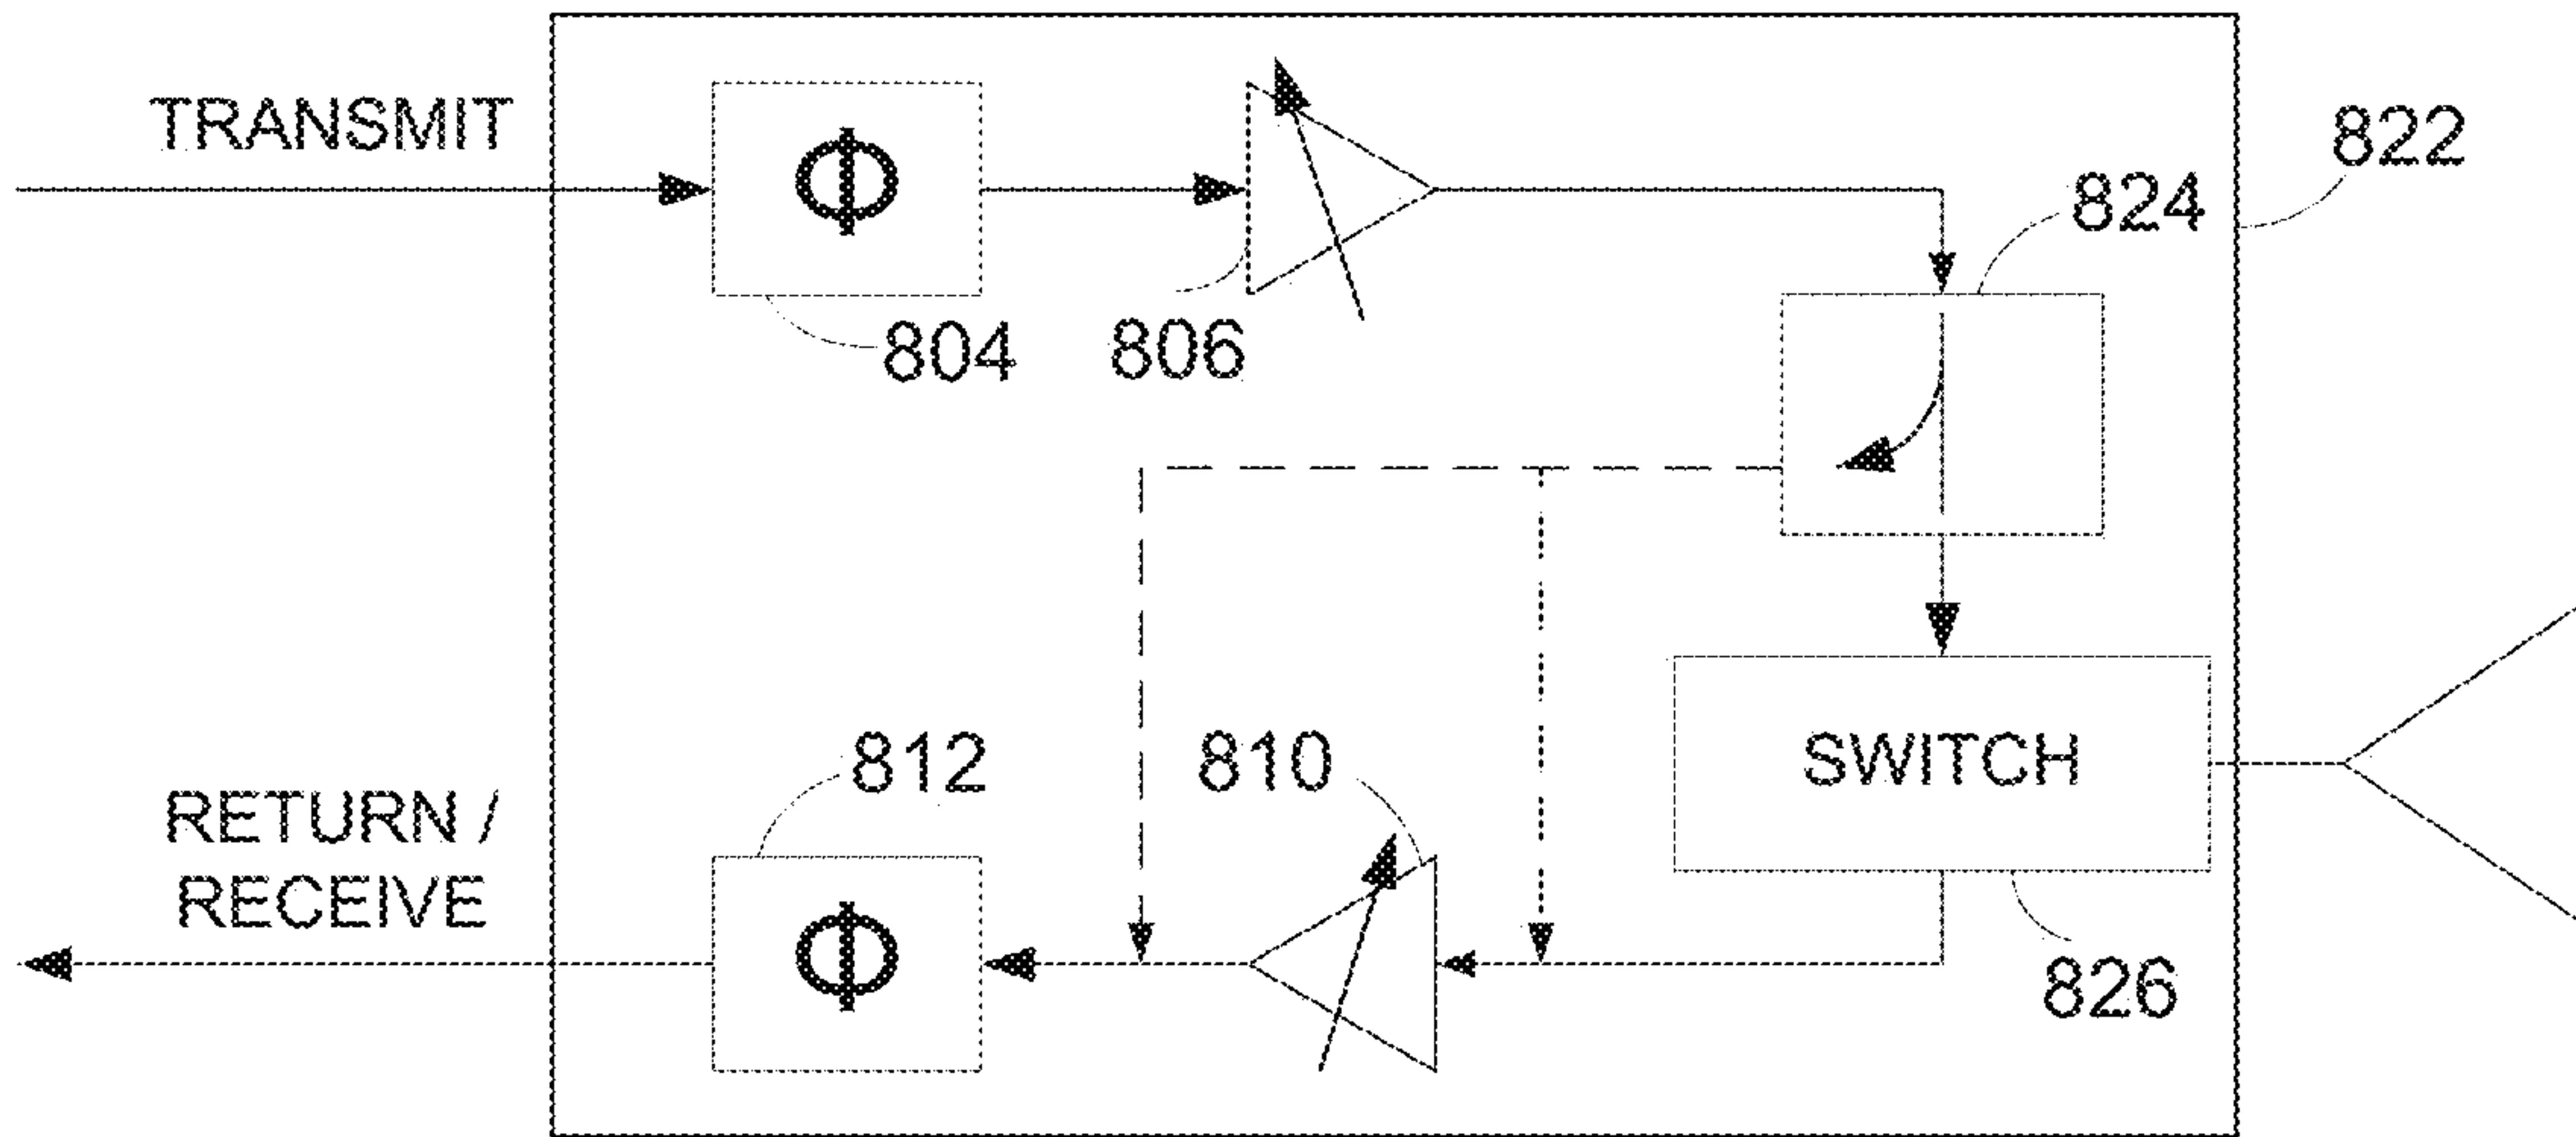 TRANSMIT
Φ
822
824
804
806
812
810
SWITCH
RETURN /
RECEIVE
Φ
826